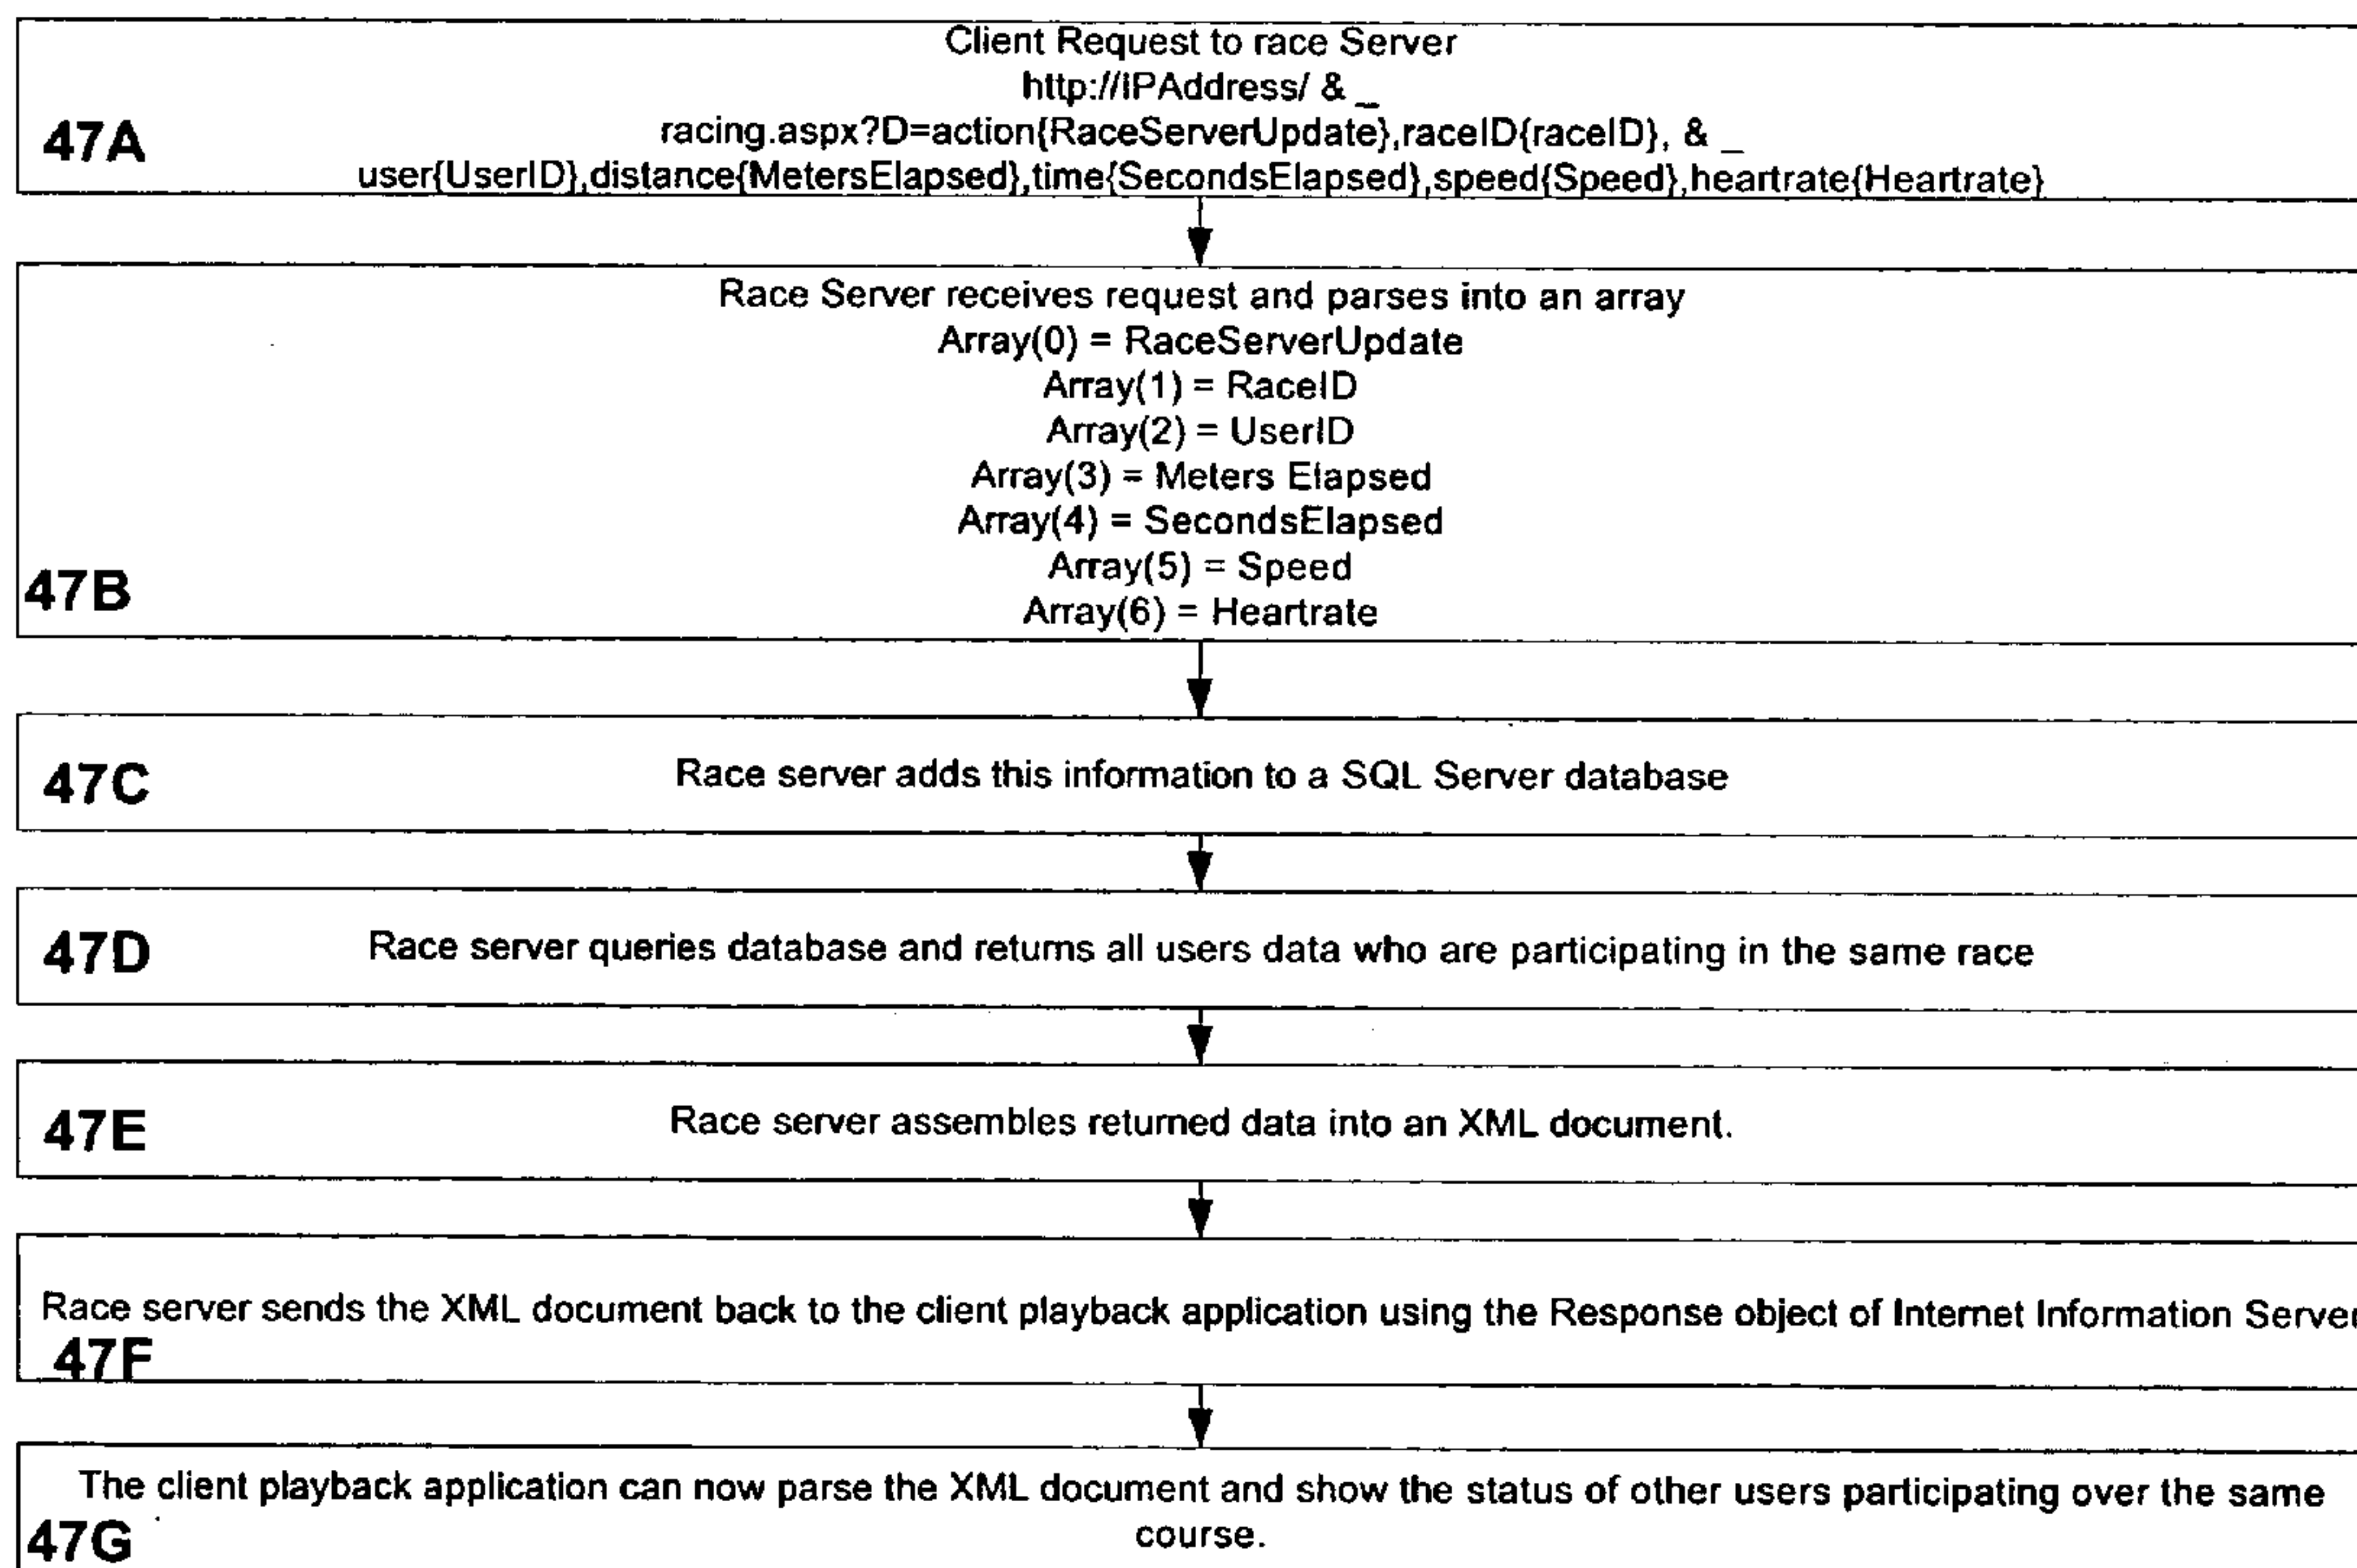 Client Request to race Server
http://IPAddress/ & _
47A
racing.aspx?D=action{RaceServerUpdate},raceID{raceID}, & _
user{UserID},distance{MetersElapsed},time{SecondsElapsed},speed{Speed},heartrate{Heartrate}
Race Server receives request and parses into an array
Array(0) = RaceServerUpdate
Array(1) = RaceID
Array(2) = UserID
Array(3) = Meters Elapsed
Array(4) = SecondsElapsed
Array(5) = Speed
47B
Array(6) = Heartrate
47C
Race server adds this information to a SQL Server database
47D
Race server queries database and returns all users data who are participating in the same race
47E
Race server assembles returned data into an XML document.
Race server sends the XML document back to the client playback application using the Response object of Internet Information Server
47F
The client playback application can now parse the XML document and show the status of other users participating over the same
course.
47G